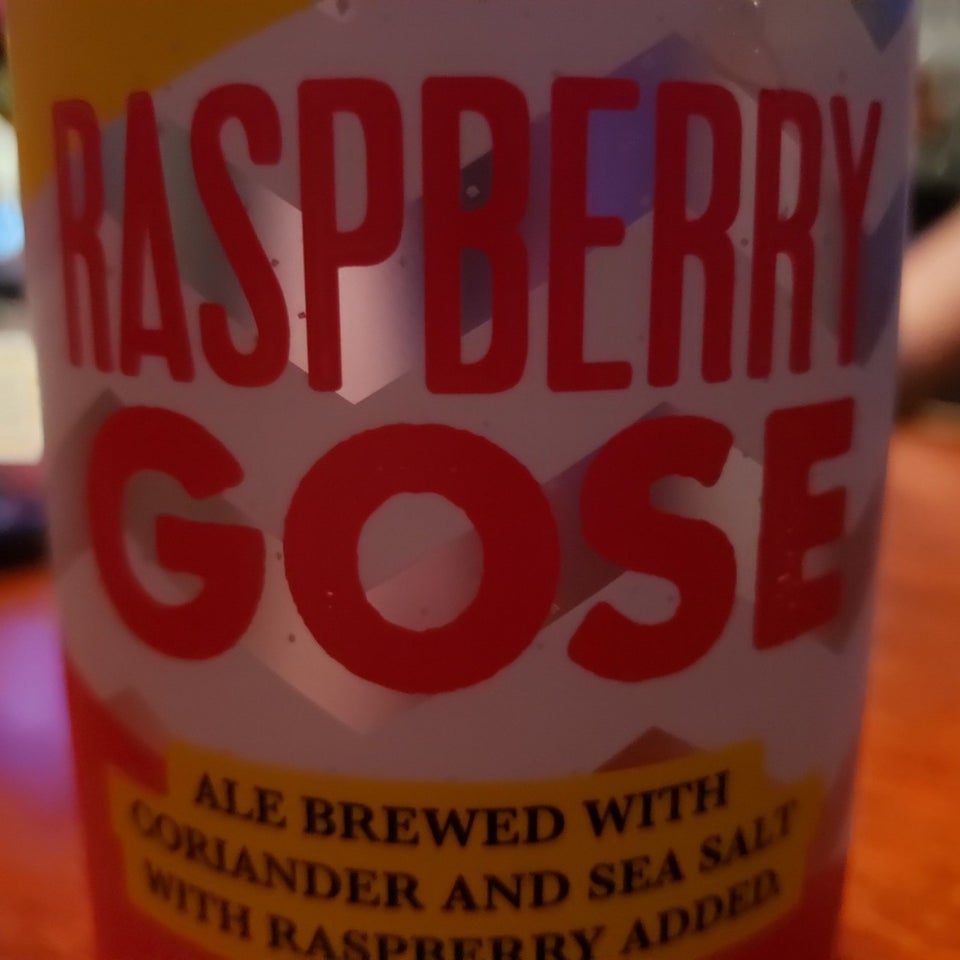 RASPBERRY
GOSE
ALE BREWED WITH
CORIANDER AND SEA SALT
WITH RASPBERRY ADDED.